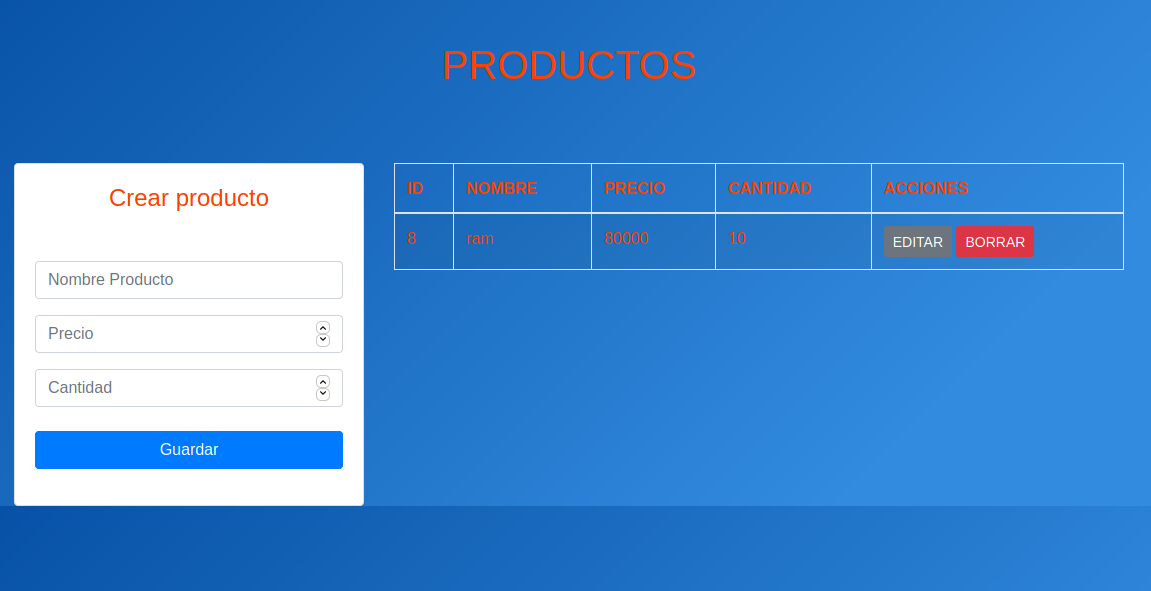 PRODUCTOS
Crear producto
Nombre Producto
Precio
Cantidad
Guardar
ID NOMBRE PRECIO CANTIDAD ACCIONES
8 ram 80000 10 EDITAR BORRAR